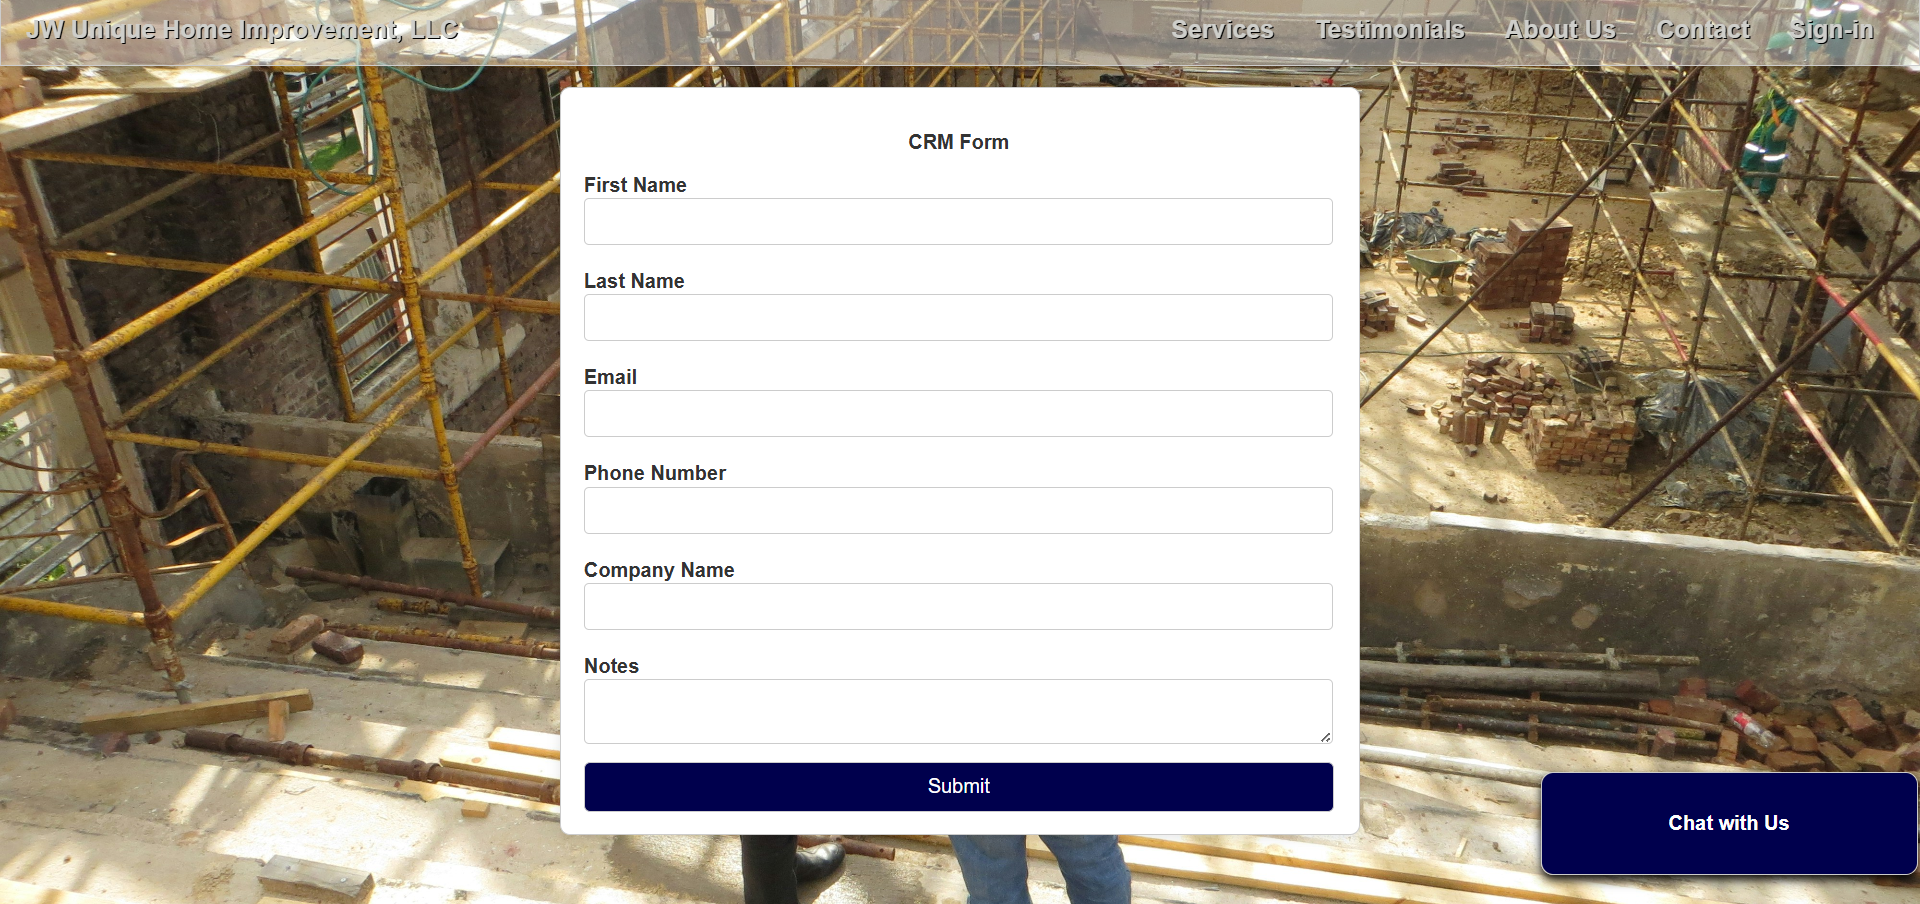 JW Unique Home Improvement, LLC
Services Testimonials About Us Contact Sign-in
CRM Form
First Name
Last Name
Email
Phone Number
Company Name
Notes
Submit
Chat with Us